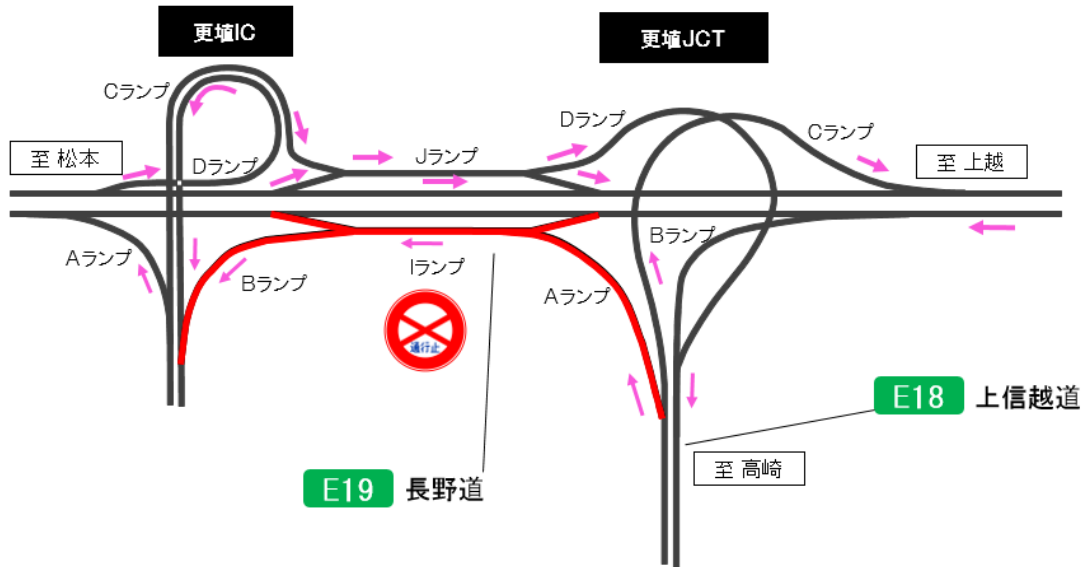 更埴IC
更埴JCT
Cランプ
Dランプ
Cランプ
至 松本
Dランプ
Jランプ
至 上越
Aランプ
Bランプ
Iランプ
Aランプ
Bランプ
通行止
E18 上信越道
至 高崎
E19 長野道